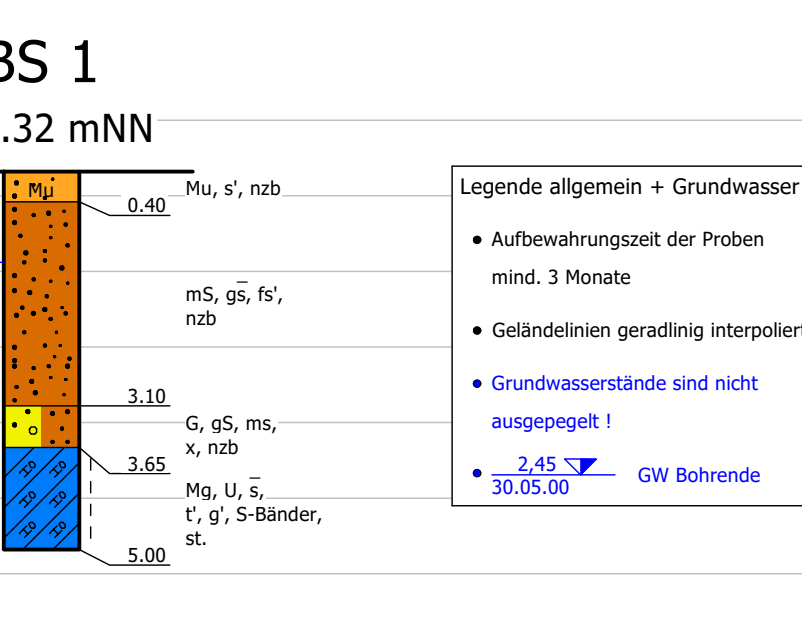 BS 1
.32 mNN
Mu
Mu, s', nzb
0.40
mS, gs̅, fs',
nzb
3.10
G, gS, ms,
x, nzb
3.65
Mg, U, s̅,
t', g', S-Bänder,
st.
5.00
Legende allgemein + Grundwasser
• Aufbewahrungszeit der Proben
mind. 3 Monate
• Geländelinien geradlinig interpoliert
• Grundwasserstände sind nicht
ausgepegelt !
• 2,45
30.05.00 GW Bohrende